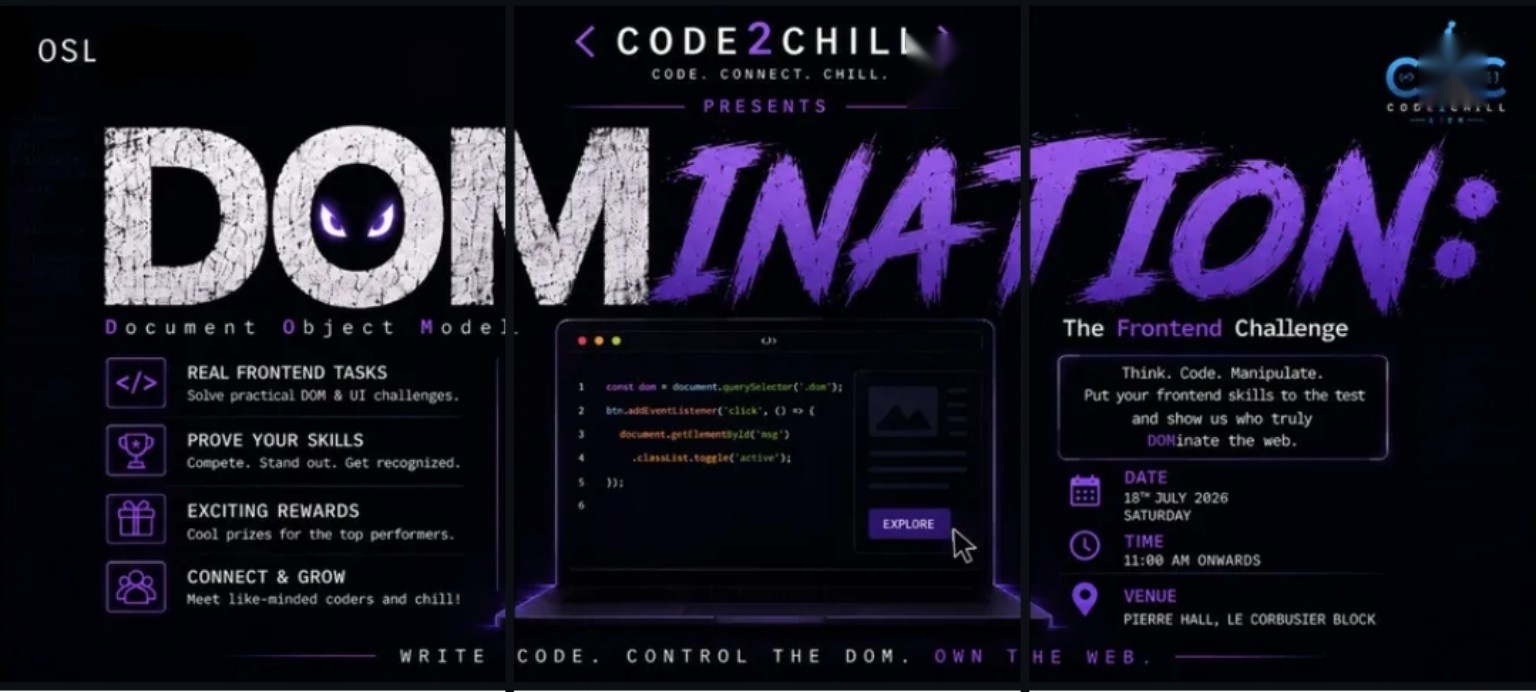 OSL
< CODE2CHILL
CODE. CONNECT. CHILL.
PRESENTS
DOMINATION:
Document Object Model.
</>
REAL FRONTEND TASKS
Solve practical DOM & UI challenges.
PROVE YOUR SKILLS
Compete. Stand out. Get recognized.
EXCITING REWARDS
Cool prizes for the top performers.
CONNECT & GROW
Meet like-minded coders and chill!
1 const dom = document.querySelector('.dom');
2 btn.addEventListener('click', () => {
3 document.getElementById('msg')
4 .classList.toggle('active');
5 });
6
EXPLORE
The Frontend Challenge
Think. Code. Manipulate.
Put your frontend skills to the test
and show us who truly
DOMinate the web.
DATE
18TH JULY 2026
SATURDAY
TIME
11:00 AM ONWARDS
VENUE
PIERRE HALL, LE CORBUSIER BLOCK
WRITE CODE. CONTROL THE DOM. OWN THE WEB.